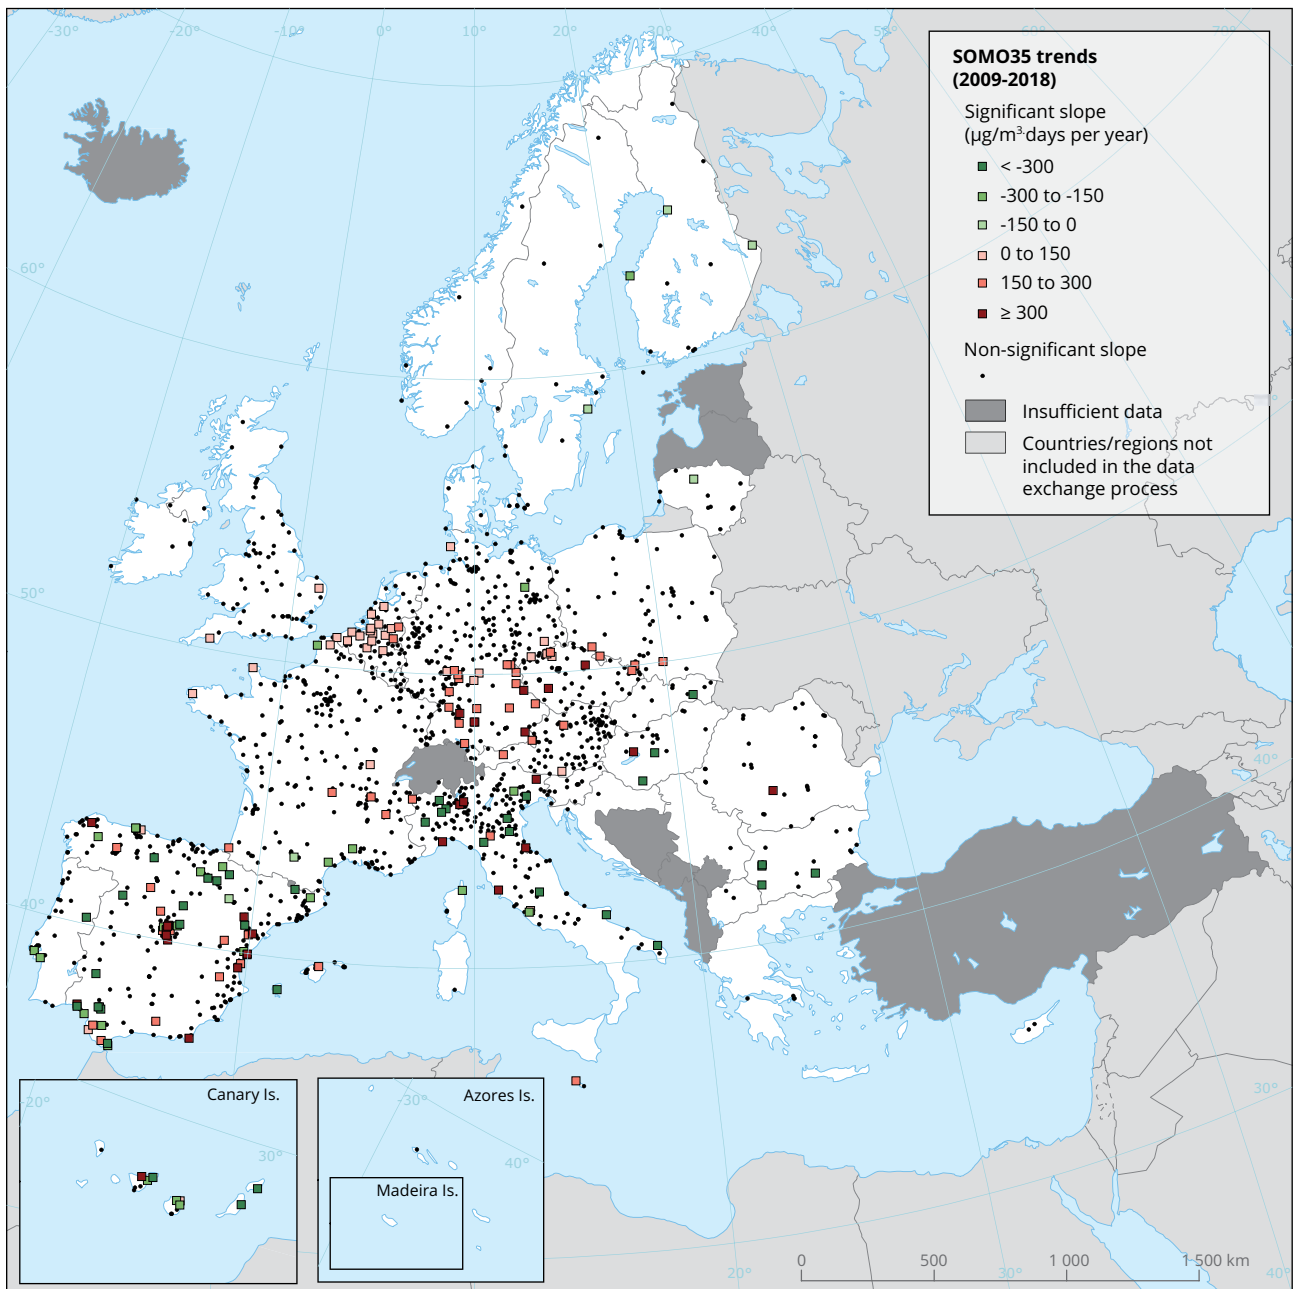 -30°
-20°
-10°
0°
10°
20°
30°
40°
50°
70°
SOMO35 trends
(2009-2018)
Significant slope
(µg/m³·days per year)
< -300
-300 to -150
-150 to 0
0 to 150
150 to 300
≥ 300
Non-significant slope
Insufficient data
Countries/regions not
included in the data
exchange process
60°
50°
40°
40°
30°
-20°
Canary Is.
30°
-30°
Azores Is.
40°
Madeira Is.
0
500
1 000
1 500 km
20°
30°
40°